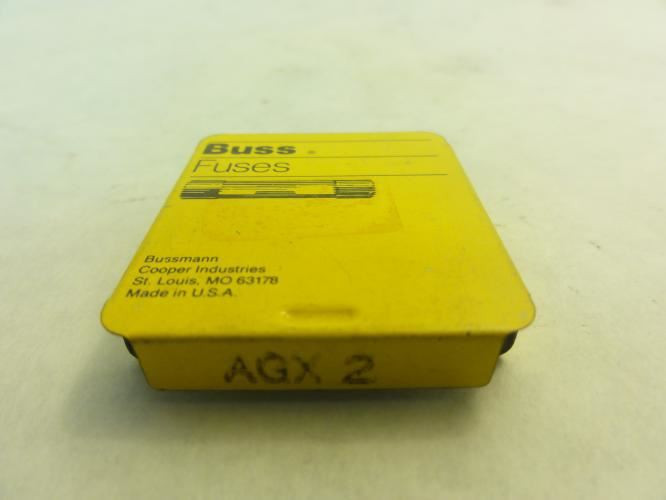 Buss®
Fuses
Bussmann
Cooper Industries
St. Louis, MO 63178
Made in U.S.A.
AGX 2